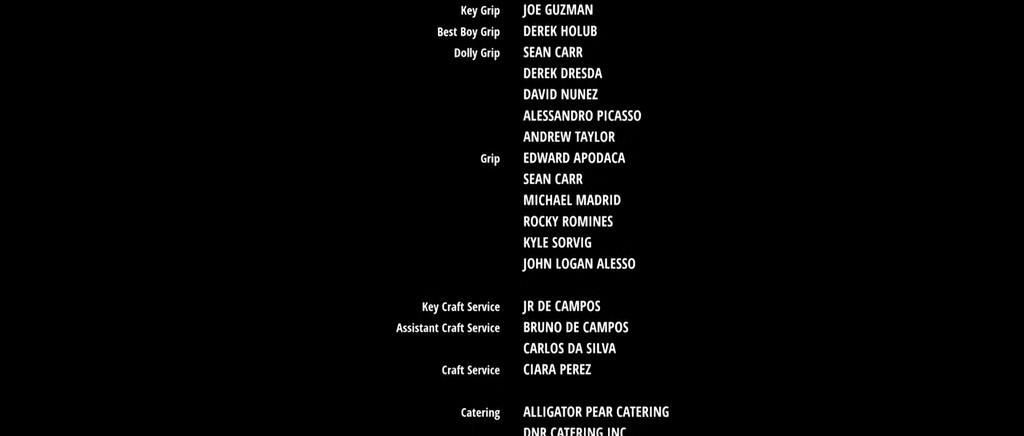 Key Grip JOE GUZMAN
Best Boy Grip DEREK HOLUB
Dolly Grip SEAN CARR
DEREK DRESDA
DAVID NUNEZ
ALESSANDRO PICASSO
ANDREW TAYLOR
Grip EDWARD APODACA
SEAN CARR
MICHAEL MADRID
ROCKY ROMINES
KYLE SORVIG
JOHN LOGAN ALESSO
Key Craft Service JR DE CAMPOS
Assistant Craft Service BRUNO DE CAMPOS
CARLOS DA SILVA
Craft Service CIARA PEREZ
Catering ALLIGATOR PEAR CATERING
DNR CATERING INC